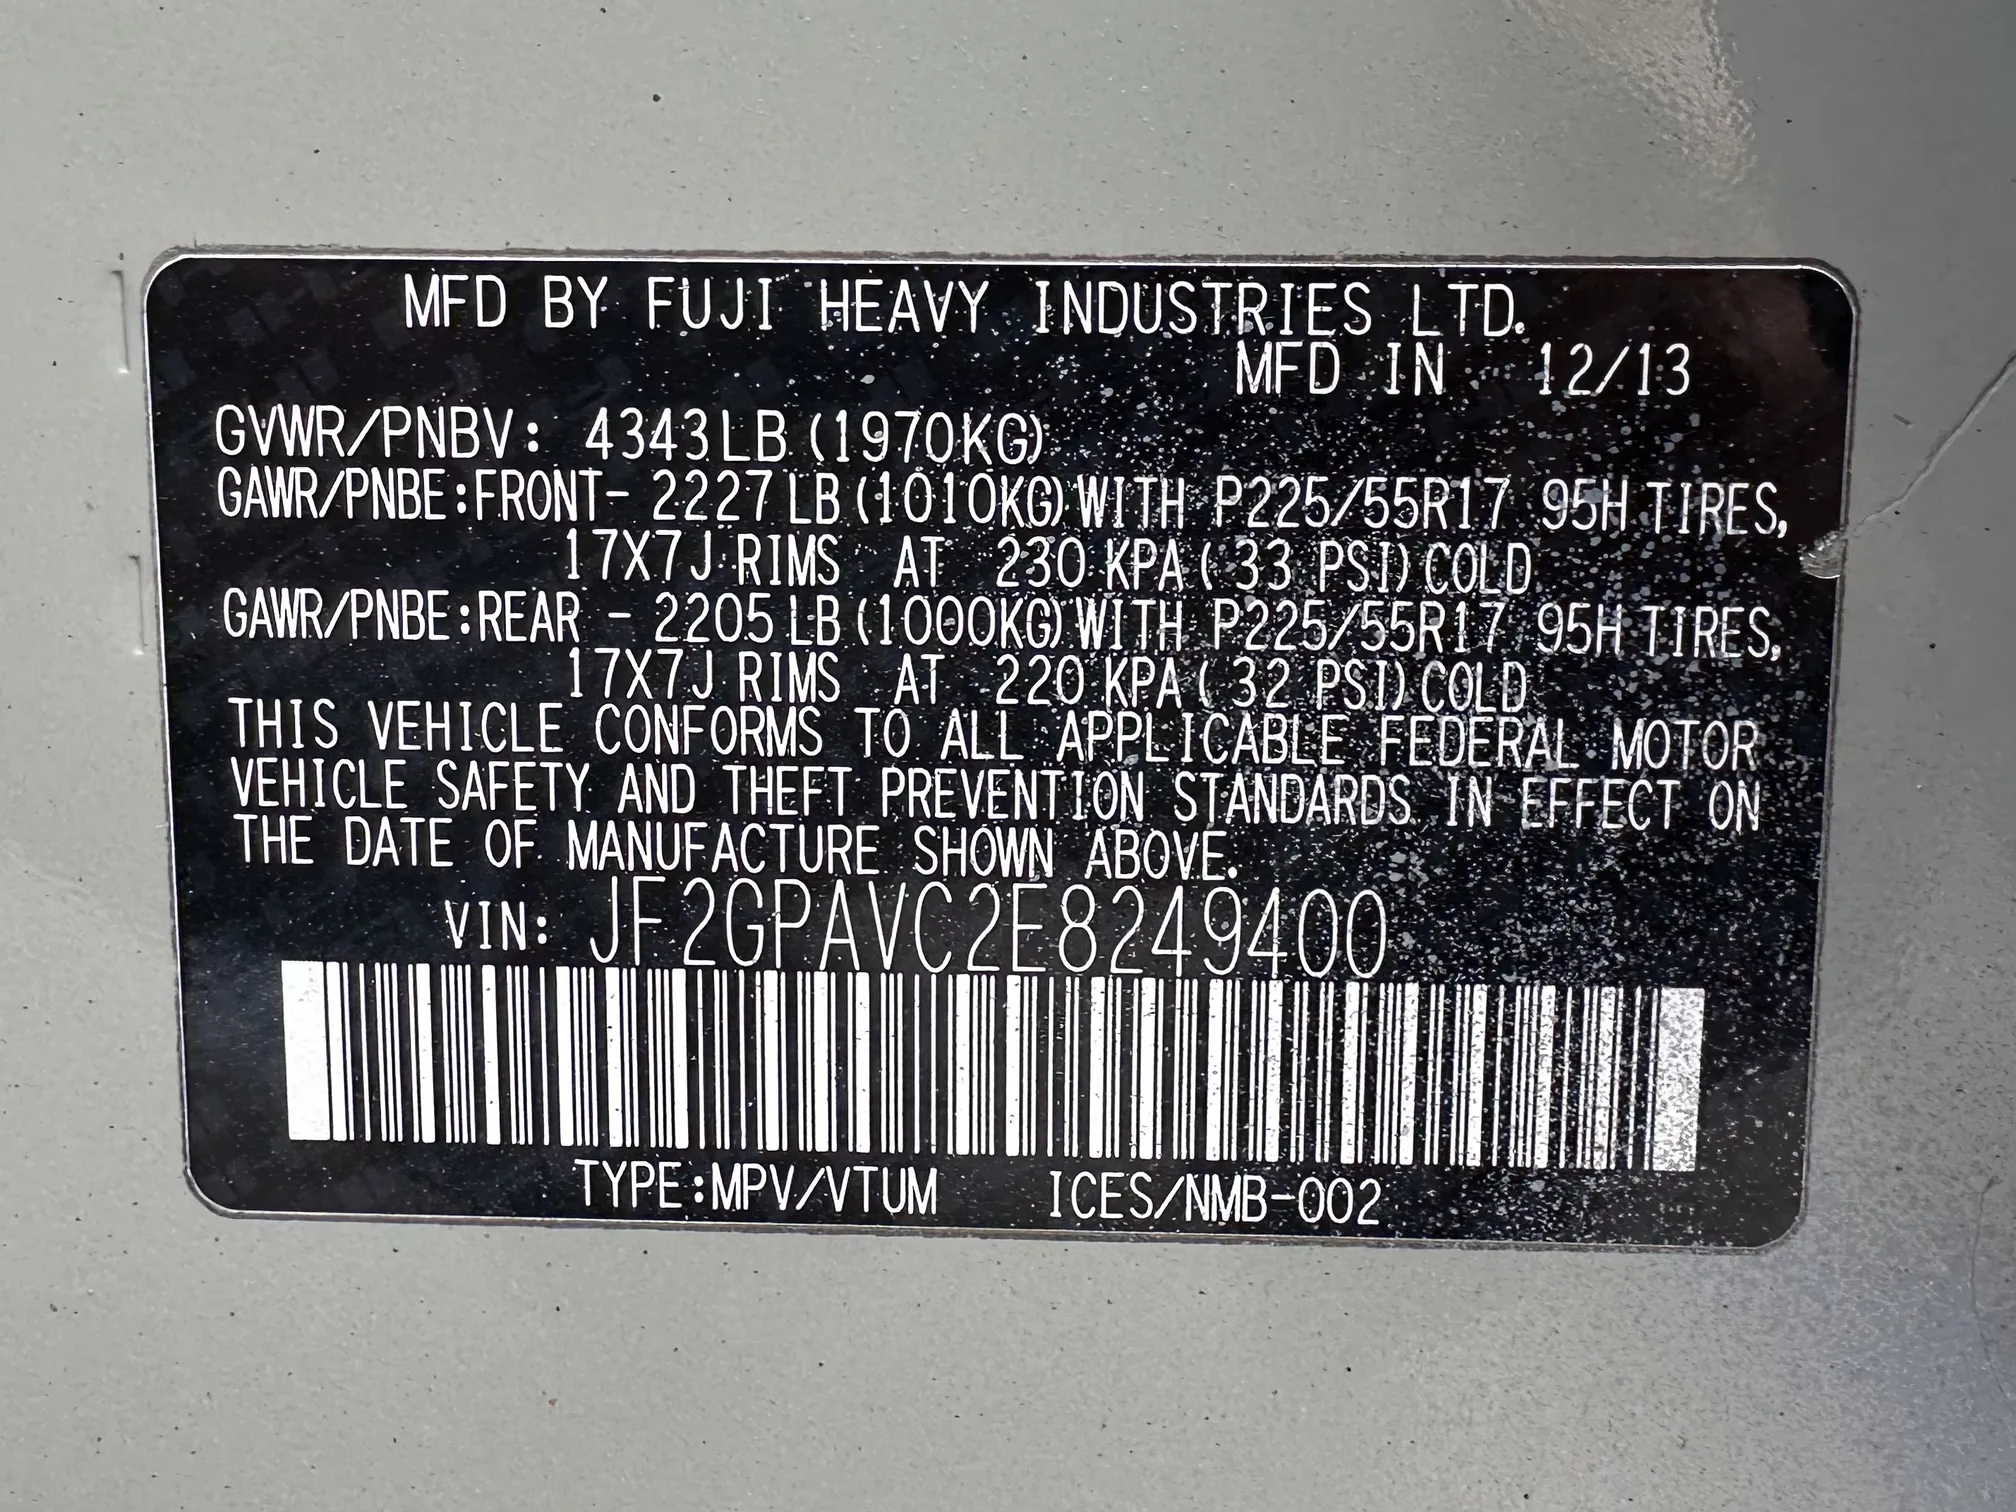 MFD BY FUJI HEAVY INDUSTRIES LTD.
MFD IN 12/13
GVWR/PNBV: 4343LB (1970KG)
GAWR/PNBE:FRONT- 2227LB (1010KG) WITH P225/55R17 95H TIRES,
17X7J RIMS AT 230 KPA ( 33 PSI) COLD
GAWR/PNBE:REAR - 2205LB (1000KG) WITH P225/55R17 95H TIRES,
17X7J RIMS AT 220 KPA ( 32 PSI) COLD
THIS VEHICLE CONFORMS TO ALL APPLICABLE FEDERAL MOTOR
VEHICLE SAFETY AND THEFT PREVENTION STANDARDS IN EFFECT ON
THE DATE OF MANUFACTURE SHOWN ABOVE.
VIN: JF2GPAVC2E8249400
TYPE:MPV/VTUM ICES/NMB-002